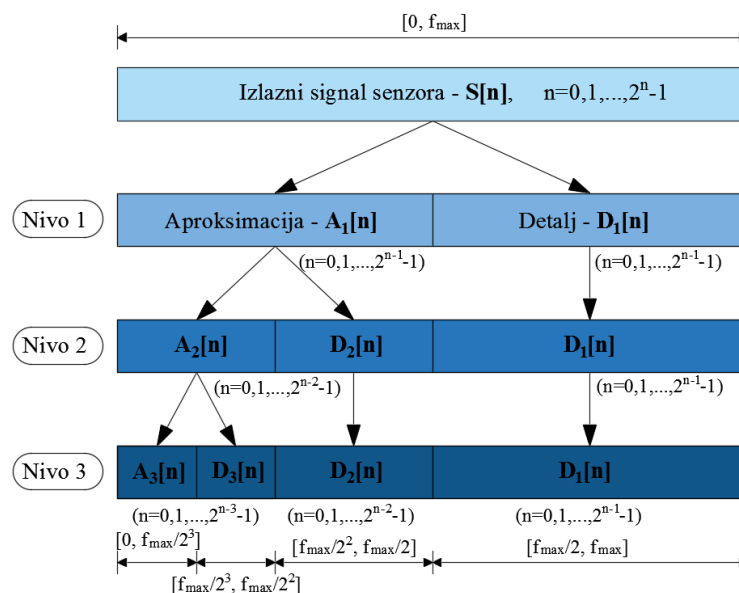 [0, fmax]
Izlazni signal senzora - S[n], n=0,1,...,2ⁿ-1
Nivo 1 Aproksimacija - A₁[n] Detalj - D₁[n]
(n=0,1,...,2ⁿ⁻¹-1) (n=0,1,...,2ⁿ⁻¹-1)
Nivo 2 A₂[n] D₂[n] D₁[n]
(n=0,1,...,2ⁿ⁻²-1) (n=0,1,...,2ⁿ⁻¹-1)
Nivo 3 A₃[n] D₃[n] D₂[n] D₁[n]
(n=0,1,...,2ⁿ⁻³-1) (n=0,1,...,2ⁿ⁻²-1) (n=0,1,...,2ⁿ⁻¹-1)
[0, fmax/2³] [fmax/2², fmax/2] [fmax/2, fmax]
[fmax/2³, fmax/2²]